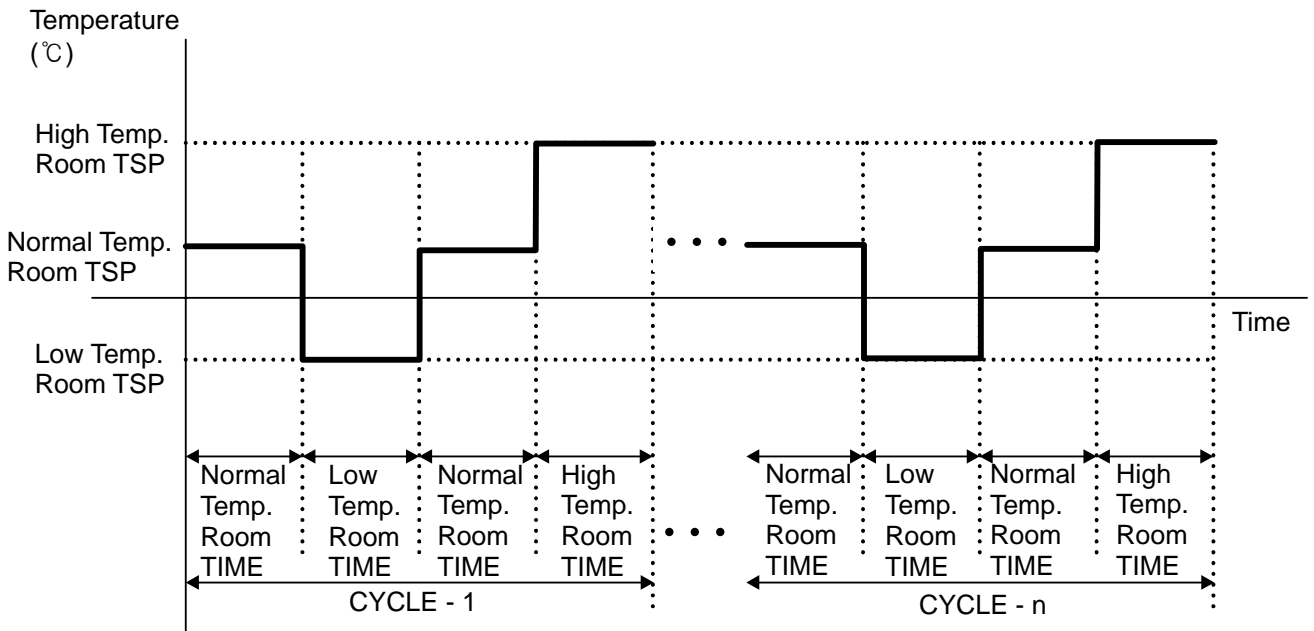 Temperature
(℃)
High Temp.
Room TSP
Normal Temp.
Room TSP
Time
Low Temp.
Room TSP
Normal
Temp.
Room
TIME
Low
Temp.
Room
TIME
Normal
Temp.
Room
TIME
High
Temp.
Room
TIME
Normal
Temp.
Room
TIME
Low
Temp.
Room
TIME
Normal
Temp.
Room
TIME
High
Temp.
Room
TIME
CYCLE - 1
CYCLE - n